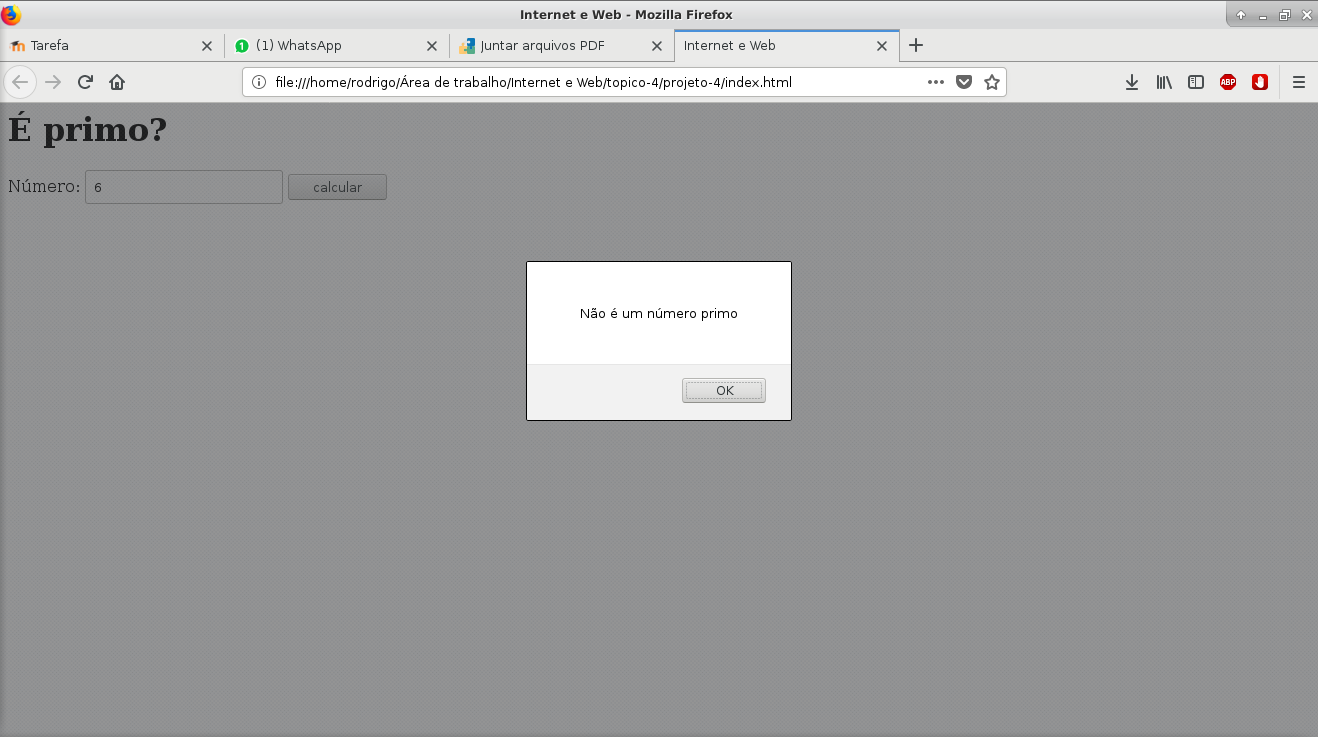 Internet e Web - Mozilla Firefox
Tarefa
(1) WhatsApp
Juntar arquivos PDF
Internet e Web
file:///home/rodrigo/Área de trabalho/Internet e Web/topico-4/projeto-4/index.html
ABP
É primo?
Número: 6 calcular
Não é um número primo
OK